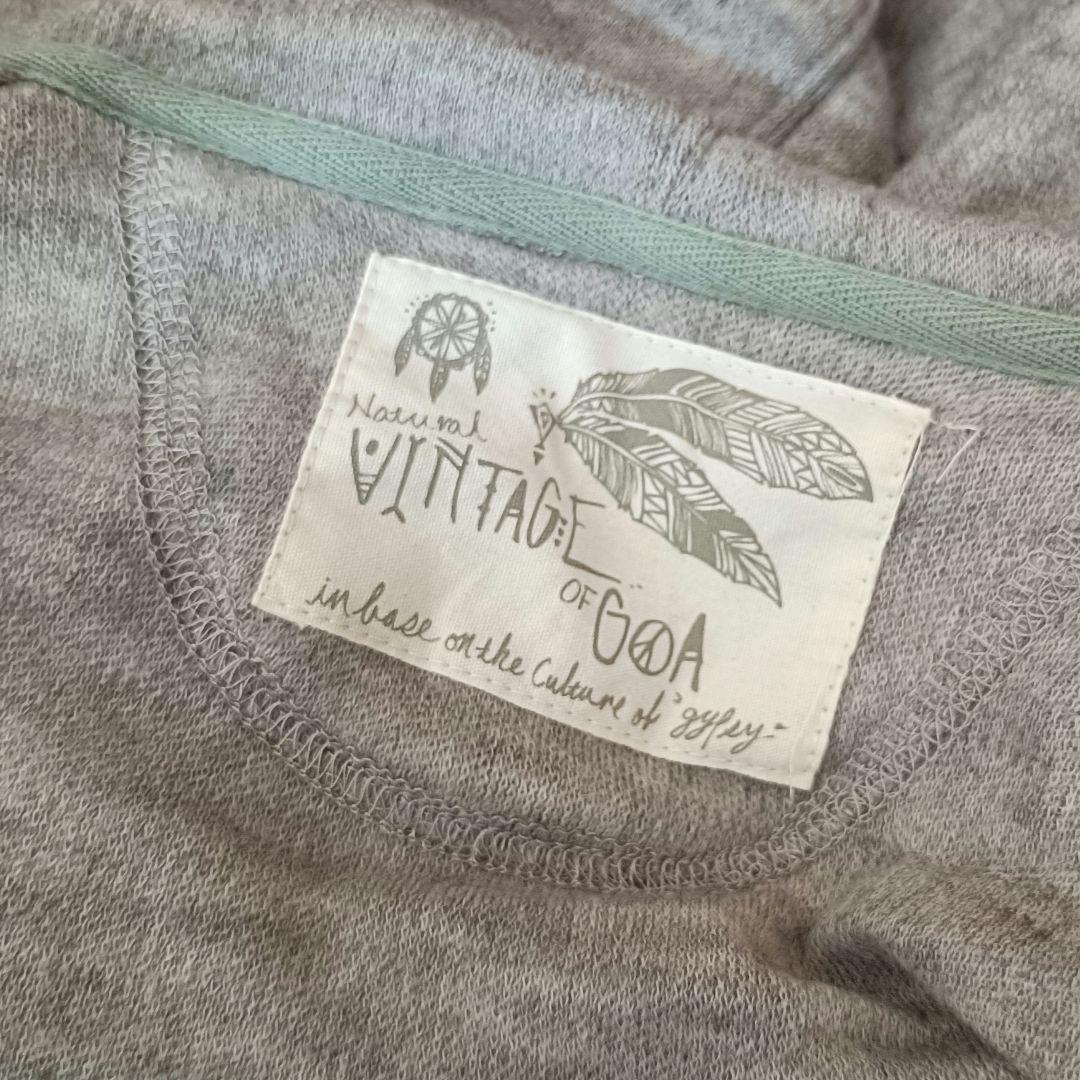 Natural
VINTAGE
OF GOA
in base on the Culture of "gypsy"